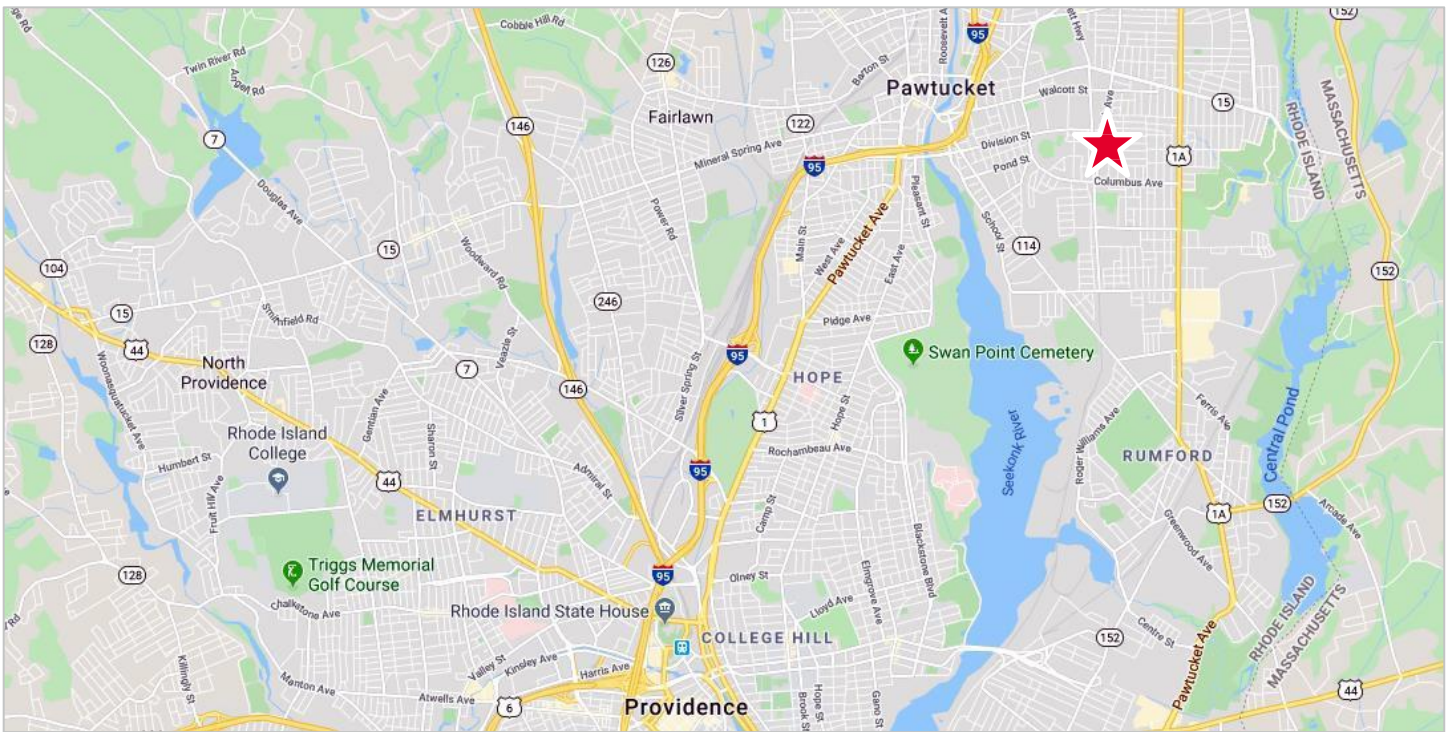 152
95
Roosevelt A
ett Hwy
Cobble Hill Rd
ge Rd
Twin River Rd
126
Angell Rd
Barton St
Pawtucket
Walcott St
Ave
15
MASSACHUSETTS
RHODE ISLAND
Fairlawn
122
146
7
Mineral Spring Ave
95
Division St
Pond St
1A
Columbus Ave
Douglas Ave
Power Rd
Pleasant St
School St
Main St
West Ave
Pawtucket Ave
East Ave
114
15
Woodward Rd
104
152
246
15
Smithfield Rd
Pidge Ave
128
44
Veazie St
95
Swan Point Cemetery
North
Providence
7
Silver Spring St
HOPE
146
Woonasquatucket Ave
Gentian Ave
Hope St
Ferris Ave
Central Pond
1
Rhode Island
College
Sharon St
Rochambeau Ave
Roger Williams Ave
RUMFORD
Humbert St
Admiral St
95
Seekonk River
44
Fruit Hill Ave
Camp St
152
1A
ELMHURST
Arcade Ave
Greenwood Ave
Blackstone Blvd
Triggs Memorial
Golf Course
128
95
Olney St
Elmgrove Ave
Chalkstone Ave
Rhode Island State House
Lloyd Ave
RHODE ISLAND
MASSACHUSETTS
COLLEGE HILL
152
Centre St
Killingly St
Valley St
Kinsley Ave
Harris Ave
Manton Ave
Atwells Ave
6
Providence
Hope St
Brook St
Gano St
Pawtucket Ave
44